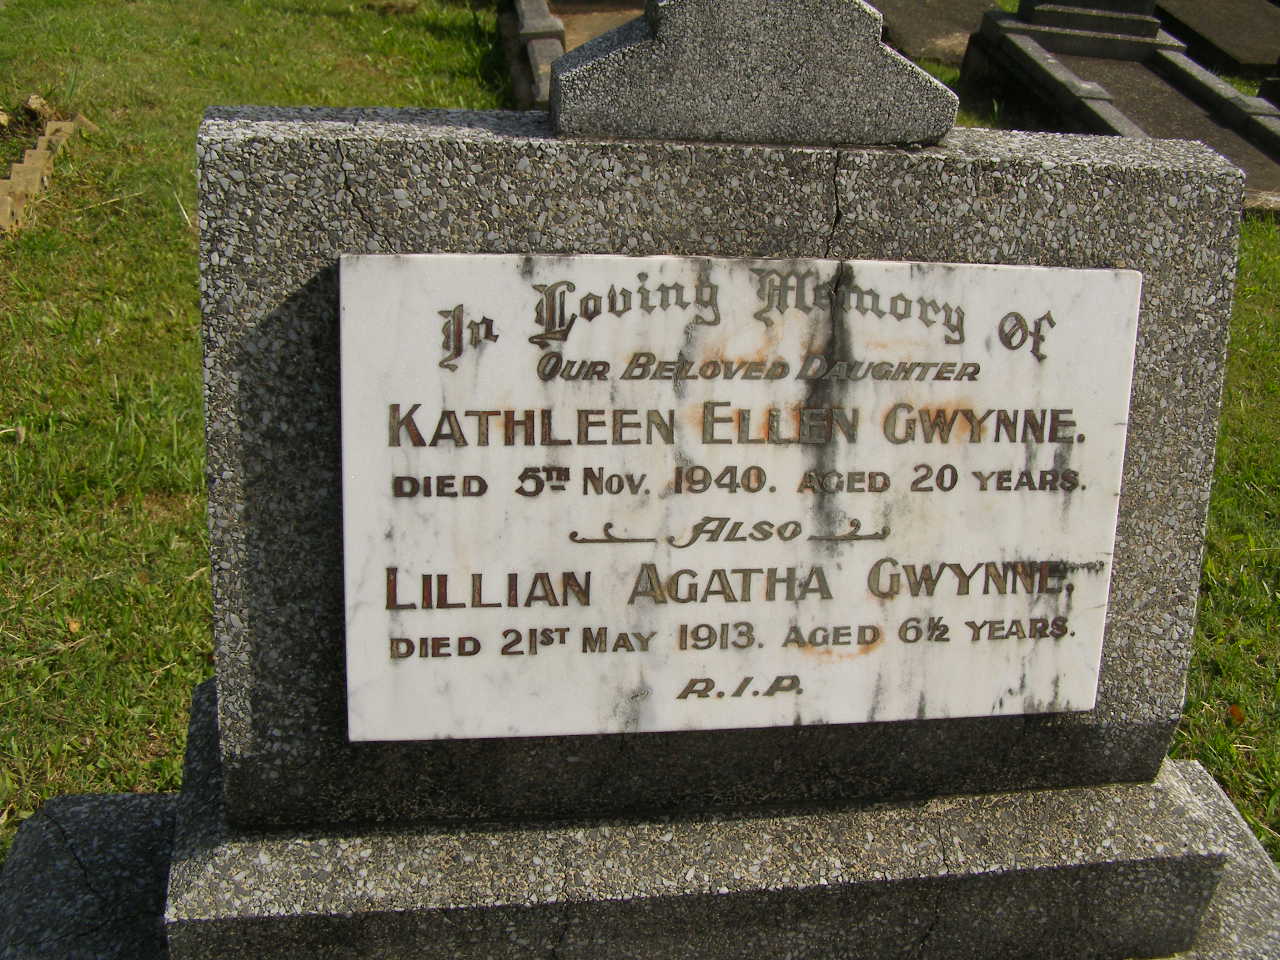 In Loving Memory Of
OUR BELOVED DAUGHTER
KATHLEEN ELLEN GWYNNE.
DIED 5TH NOV. 1940. AGED 20 YEARS.
ALSO
LILLIAN AGATHA GWYNNE.
DIED 21ST MAY 1913. AGED 6½ YEARS.
R.I.P.